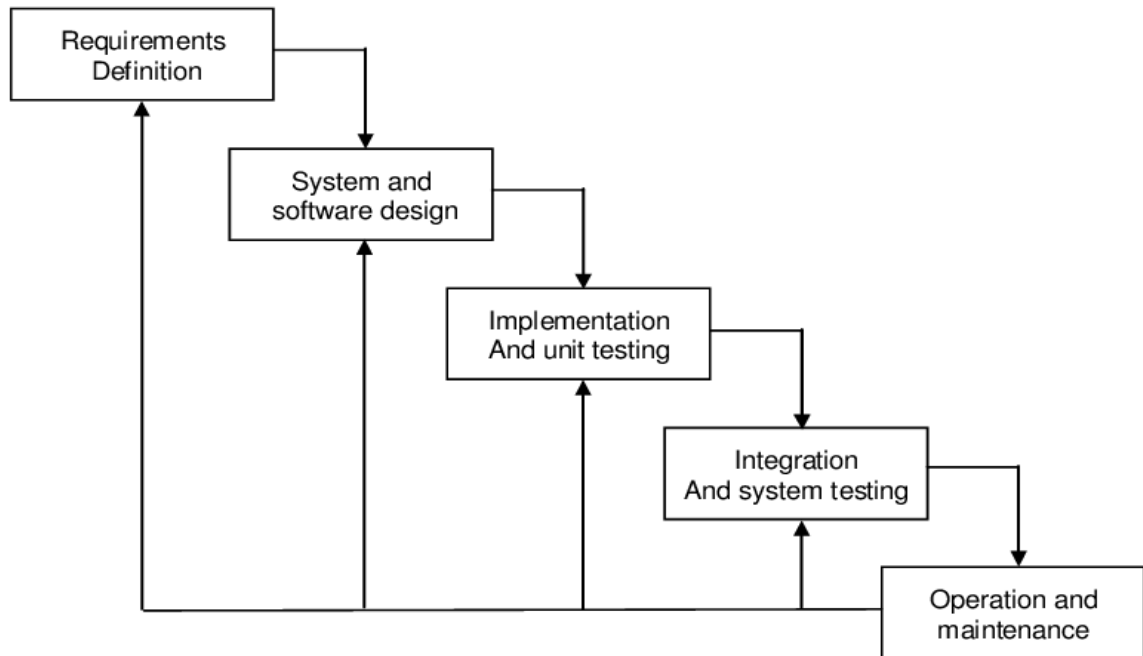 Requirements
Definition
System and
software design
Implementation
And unit testing
Integration
And system testing
Operation and
maintenance